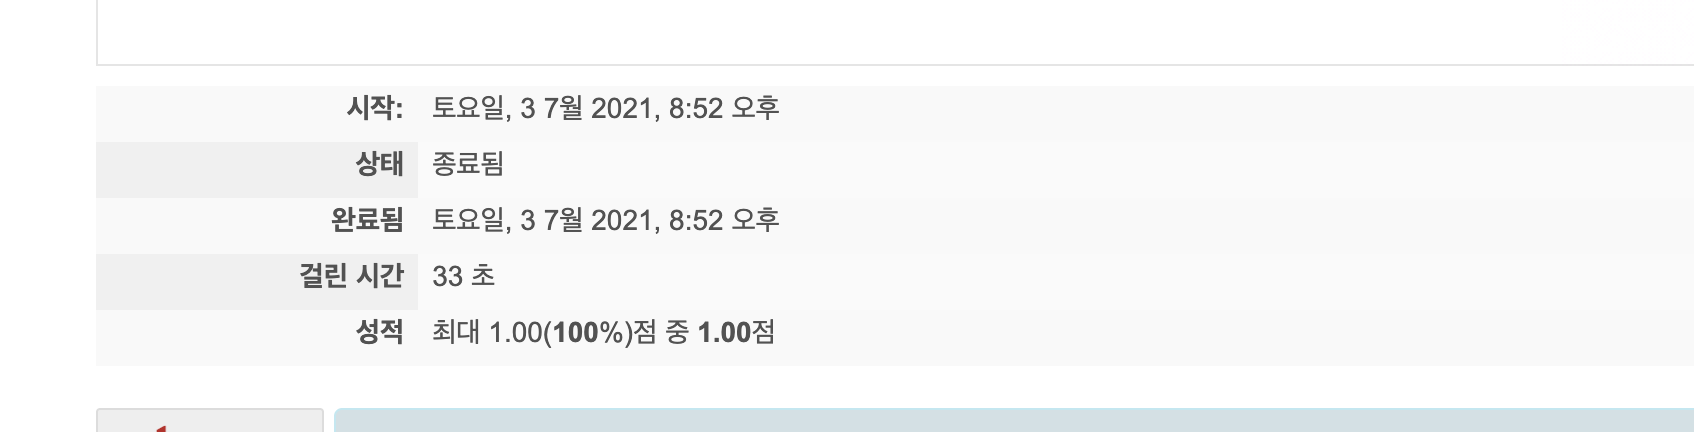 시작: 토요일, 3 7월 2021, 8:52 오후
상태 종료됨
완료됨 토요일, 3 7월 2021, 8:52 오후
걸린 시간 33 초
성적 최대 1.00(100%)점 중 1.00점